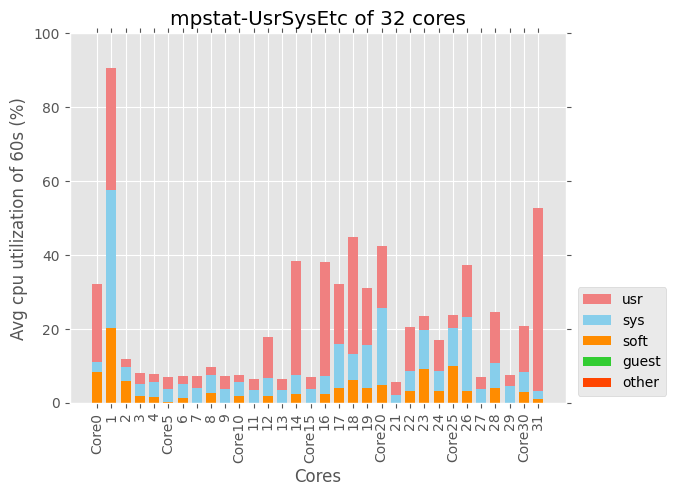 mpstat-UsrSysEtc of 32 cores
Avg cpu utilization of 60s (%)
100
80
60
40
20
0
Core0
1
2
3
4
Core5
6
7
8
9
Core10
11
12
13
14
Core15
16
17
18
19
Core20
21
22
23
24
Core25
26
27
28
29
Core30
31
Cores
usr
sys
soft
guest
other